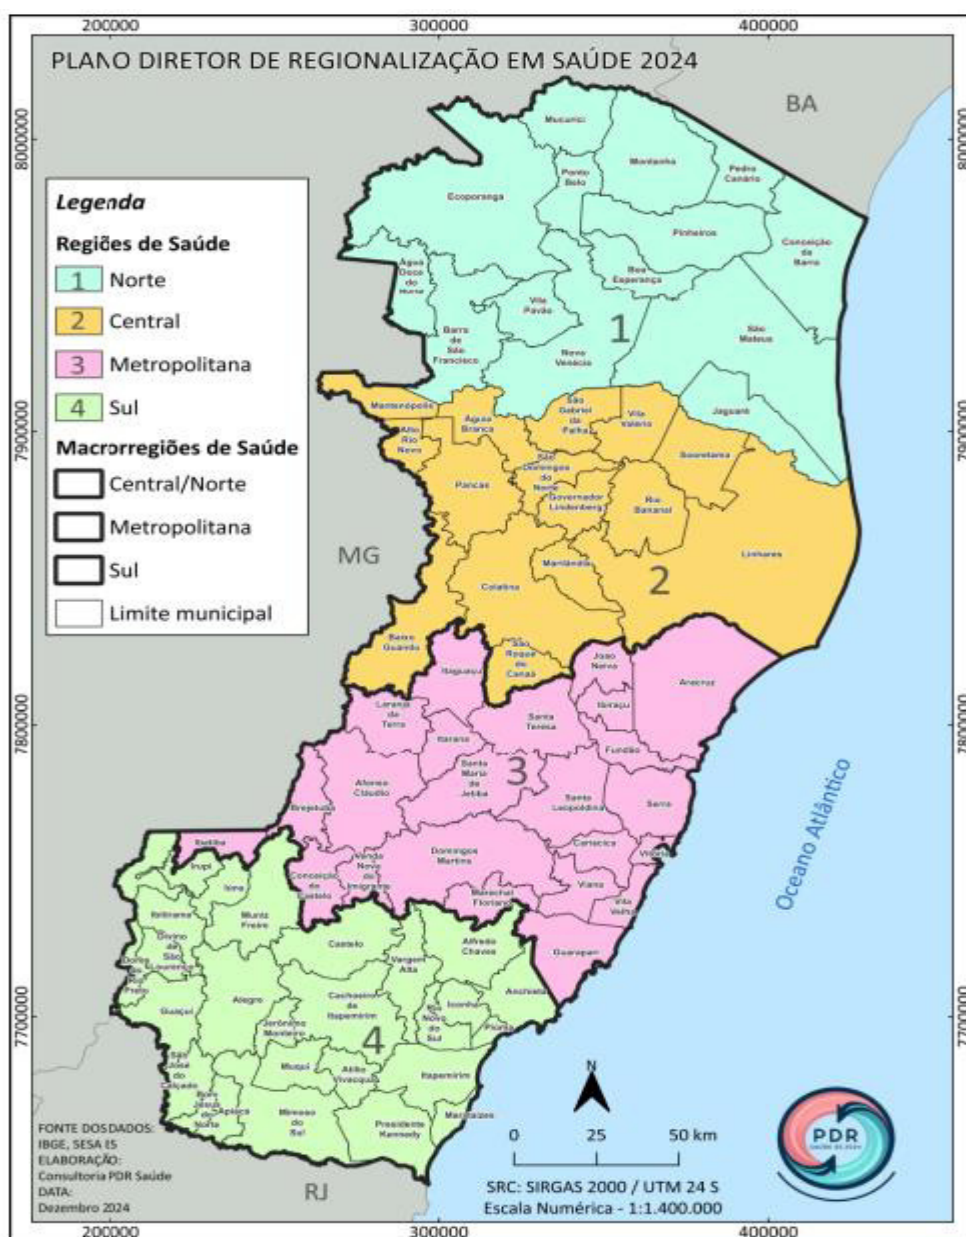 200000
300000
400000
PLANO DIRETOR DE REGIONALIZAÇÃO EM SAÚDE 2024
BA
8000000
8000000
Legenda
Regiões de Saúde
1 Norte
2 Central
3 Metropolitana
4 Sul
Macrorregiões de Saúde
Central/Norte
Metropolitana
Sul
Limite municipal
Mucurici
Montanha
Ponto
Belo
Pedro
Canário
Ecoporanga
Pinheiros
Conceição
da
Barra
Água
Doce
do
Norte
Boa
Esperança
Vila
Pavão
1
Barra
de
São
Francisco
Nova
Venécia
São
Mateus
Jaguaré
7900000
7900000
Mantenópolis
Água
Branca
São
Gabriel
da
Palha
Vila
Valério
Alto
Rio
Novo
São
Domingos
do
Norte
Sooretama
Pancas
Governador
Lindenberg
Rio
Bananal
MG
Linhares
Marilândia
Colatina
2
Baixo
Guandu
São
Roque
do
Canaã
Itaguaçu
João
Neiva
Aracruz
7800000
7800000
Laranja
da
Terra
Santa
Teresa
Ibiraçu
Itarana
Fundão
Santa
Maria
de
Jetibá
3
Afonso
Cláudio
Brejetuba
Santa
Leopoldina
Serra
Cariacica
Vitória
Ibatiba
Domingos
Martins
Venda
Nova
do
Imigrante
Conceição
do
Castelo
Viana
Vila
Velha
Marechal
Floriano
Guarapari
Oceano Atlântico
Irupi
Iúna
Ibitirama
Muniz
Freire
Divino
de
São
Lourenço
Castelo
Alfredo
Chaves
Vargem
Alta
Dores
do
Rio
Preto
Anchieta
Guaçuí
Alegre
Cachoeiro
de
Itapemirim
Iconha
Rio
Novo
do
Sul
Piúma
7700000
7700000
Jerônimo
Monteiro
4
São
José
do
Calçado
Muqui
Atílio
Vivacqua
Itapemirim
Bom
Jesus
do
Norte
Apiacá
Mimoso
do
Sul
Presidente
Kennedy
Marataízes
N
0 25 50 km
SRC: SIRGAS 2000 / UTM 24 S
Escala Numérica - 1:1.400.000
PDR
FONTE DOS DADOS:
IBGE, SESA ES
ELABORAÇÃO:
Consultoria PDR Saúde
DATA:
Dezembro 2024
RJ
200000
300000
400000